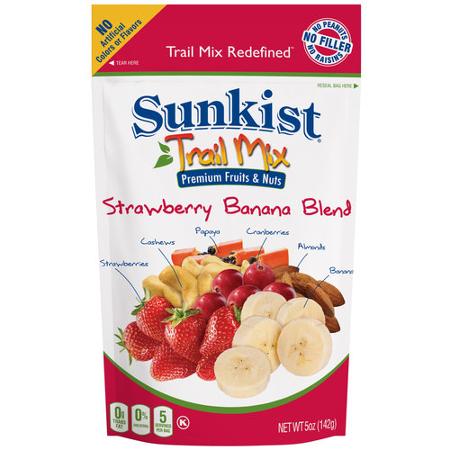 NO
Artificial
Colors or Flavors
TEAR HERE
Trail Mix Redefined™
NO PEANUTS
NO FILLER
NO RAISINS
RESEAL BAG HERE
Sunkist®
Trail Mix
Premium Fruits & Nuts
Strawberry Banana Blend
Papaya
Cranberries
Cashews
Almonds
Strawberries
Banana
0g
TRANS
FAT
0%
5
SERVINGS
PER BAG
K
NET WT 5oz (142g)